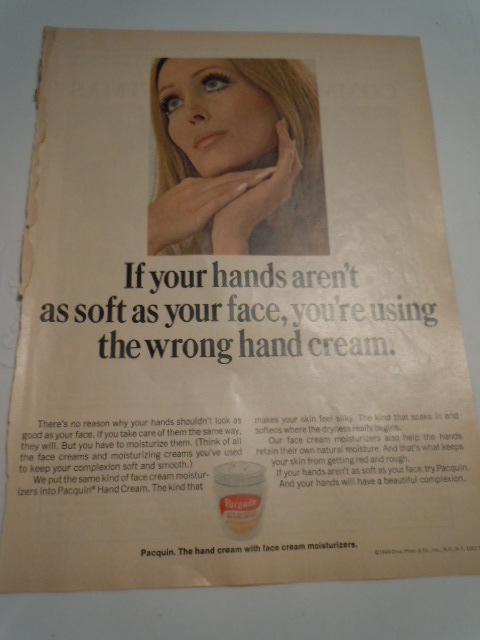 If your hands aren't
as soft as your face, you're using
the wrong hand cream.
There's no reason why your hands shouldn't look as
good as your face. If you take care of them the same way,
they will. But you have to moisturize them. (Think of all
the face creams and moisturizing creams you've used
to keep your complexion soft and smooth.)
We put the same kind of face cream mois­tur-
izers into Pacquin® Hand Cream. The kind that
makes your skin feel silky. The kind that soaks in and
softens where the dryness really begins.
Our face cream moisturizers also help the hands
retain their own natural moisture. And that's what keeps
your skin from getting red and rough.
If your hands aren't as soft as your face, try Pacquin.
And your hands will have a beautiful complexion.
Pacquin
Pacquin. The hand cream with face cream moisturizers.